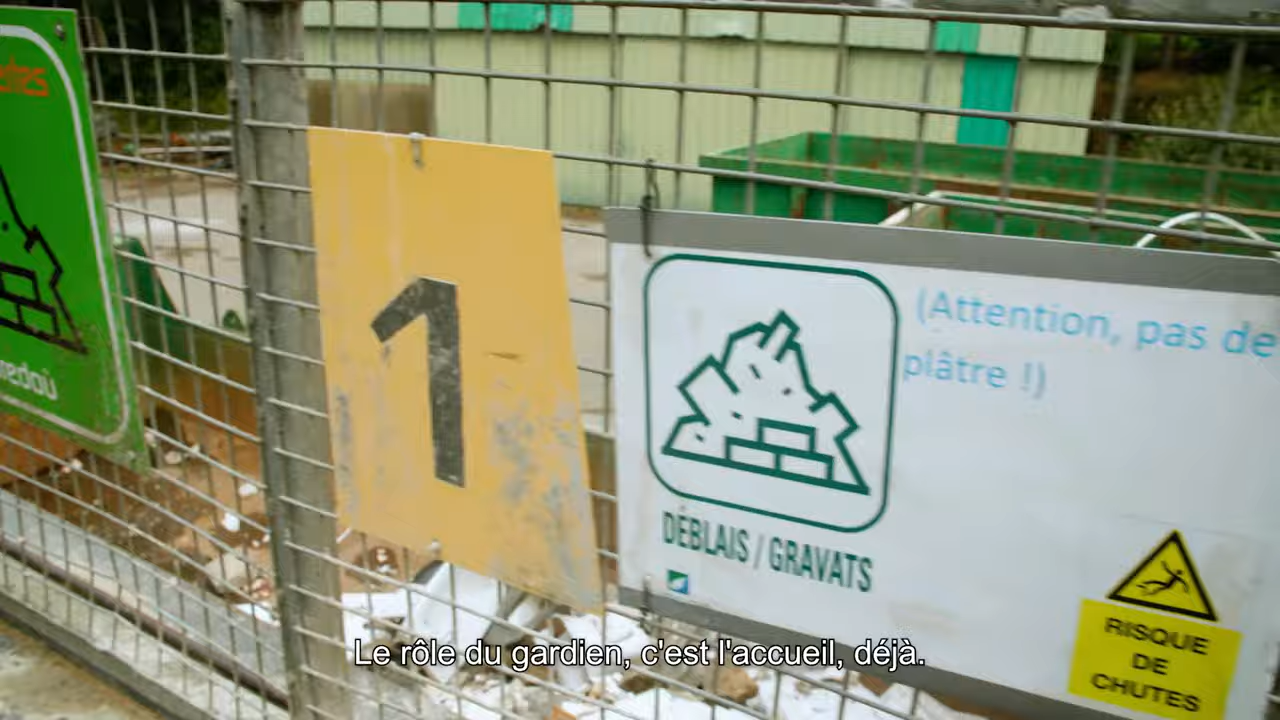 1
(Attention, pas de
plâtre !)
DÉBLAIS / GRAVATS
RISQUE
DE
CHUTES
Le rôle du gardien, c'est l'accueil, déjà.